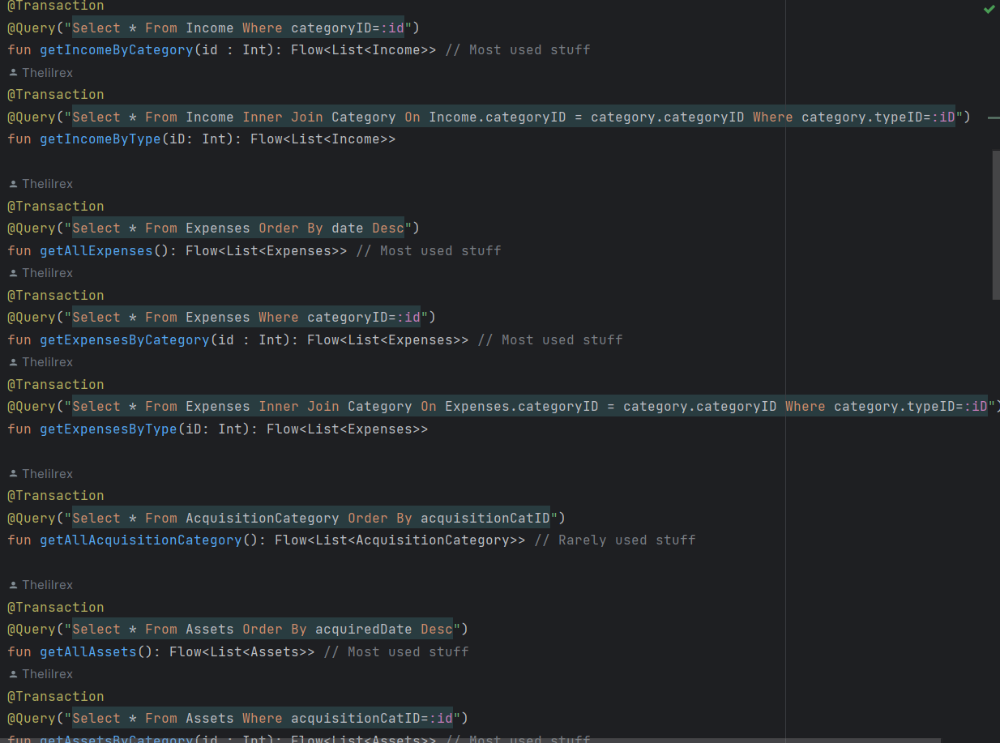 @Transaction
@Query("Select * From Income Where categoryID=:id")
fun getIncomeByCategory(id : Int): Flow<List<Income>> // Most used stuff
Thelilrex
@Transaction
@Query("Select * From Income Inner Join Category On Income.categoryID = category.categoryID Where category.typeID=:iD")
fun getIncomeByType(iD: Int): Flow<List<Income>>
Thelilrex
@Transaction
@Query("Select * From Expenses Order By date Desc")
fun getAllExpenses(): Flow<List<Expenses>> // Most used stuff
Thelilrex
@Transaction
@Query("Select * From Expenses Where categoryID=:id")
fun getExpensesByCategory(id : Int): Flow<List<Expenses>> // Most used stuff
Thelilrex
@Transaction
@Query("Select * From Expenses Inner Join Category On Expenses.categoryID = category.categoryID Where category.typeID=:iD")
fun getExpensesByType(iD: Int): Flow<List<Expenses>>
Thelilrex
@Transaction
@Query("Select * From AcquisitionCategory Order By acquisitionCatID")
fun getAllAcquisitionCategory(): Flow<List<AcquisitionCategory>> // Rarely used stuff
Thelilrex
@Transaction
@Query("Select * From Assets Order By acquiredDate Desc")
fun getAllAssets(): Flow<List<Assets>> // Most used stuff
Thelilrex
@Transaction
@Query("Select * From Assets Where acquisitionCatID=:id")
fun getAssetsByCategory(id : Int): Flow<List<Assets>> // Most used stuff